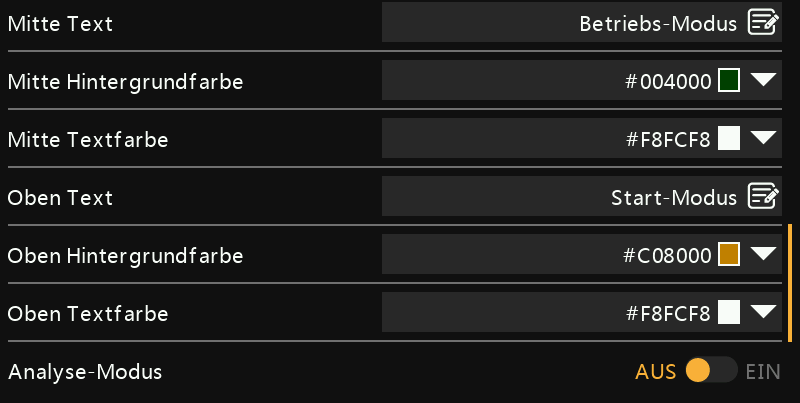 Mitte Text Betriebs-Modus
Mitte Hintergrundfarbe #004000
Mitte Textfarbe #F8FCF8
Oben Text Start-Modus
Oben Hintergrundfarbe #C08000
Oben Textfarbe #F8FCF8
Analyse-Modus AUS EIN